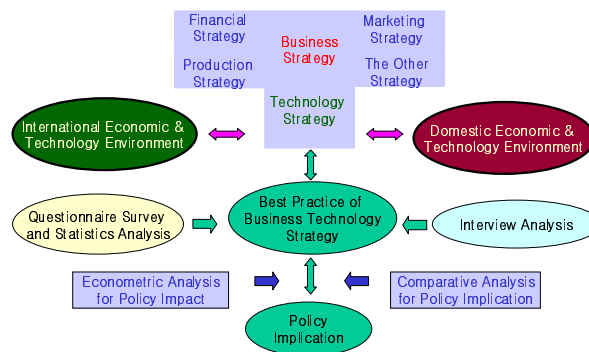 Financial
Strategy
Marketing
Strategy
Business
Strategy
Production
Strategy
The Other
Strategy
Technology
Strategy
International Economic &
Technology Environment
Domestic Economic &
Technology Environment
Questionnaire Survey
and Statistics Analysis
Best Practice of
Business Technology
Strategy
Interview Analysis
Econometric Analysis
for Policy Impact
Comparative Analysis
for Policy Implication
Policy
Implication